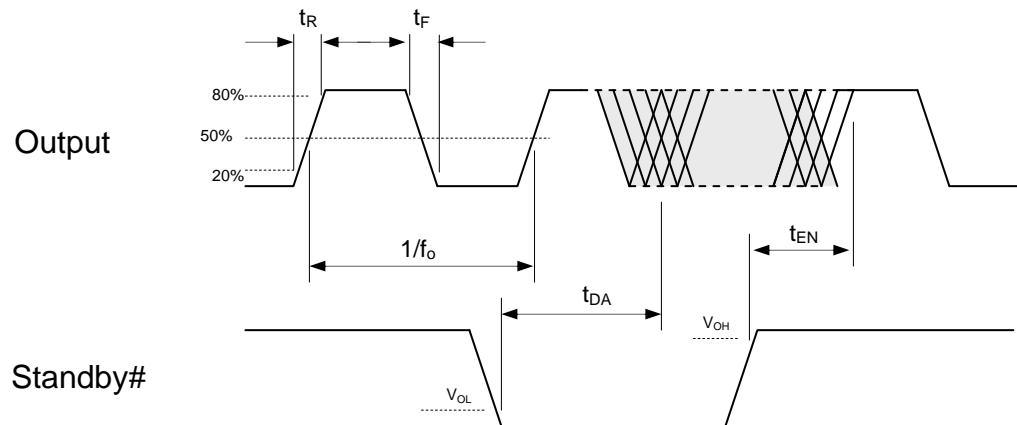 tR
tF
80%
Output
50%
20%
1/fo
tEN
tDA
VOH
Standby#
VOL